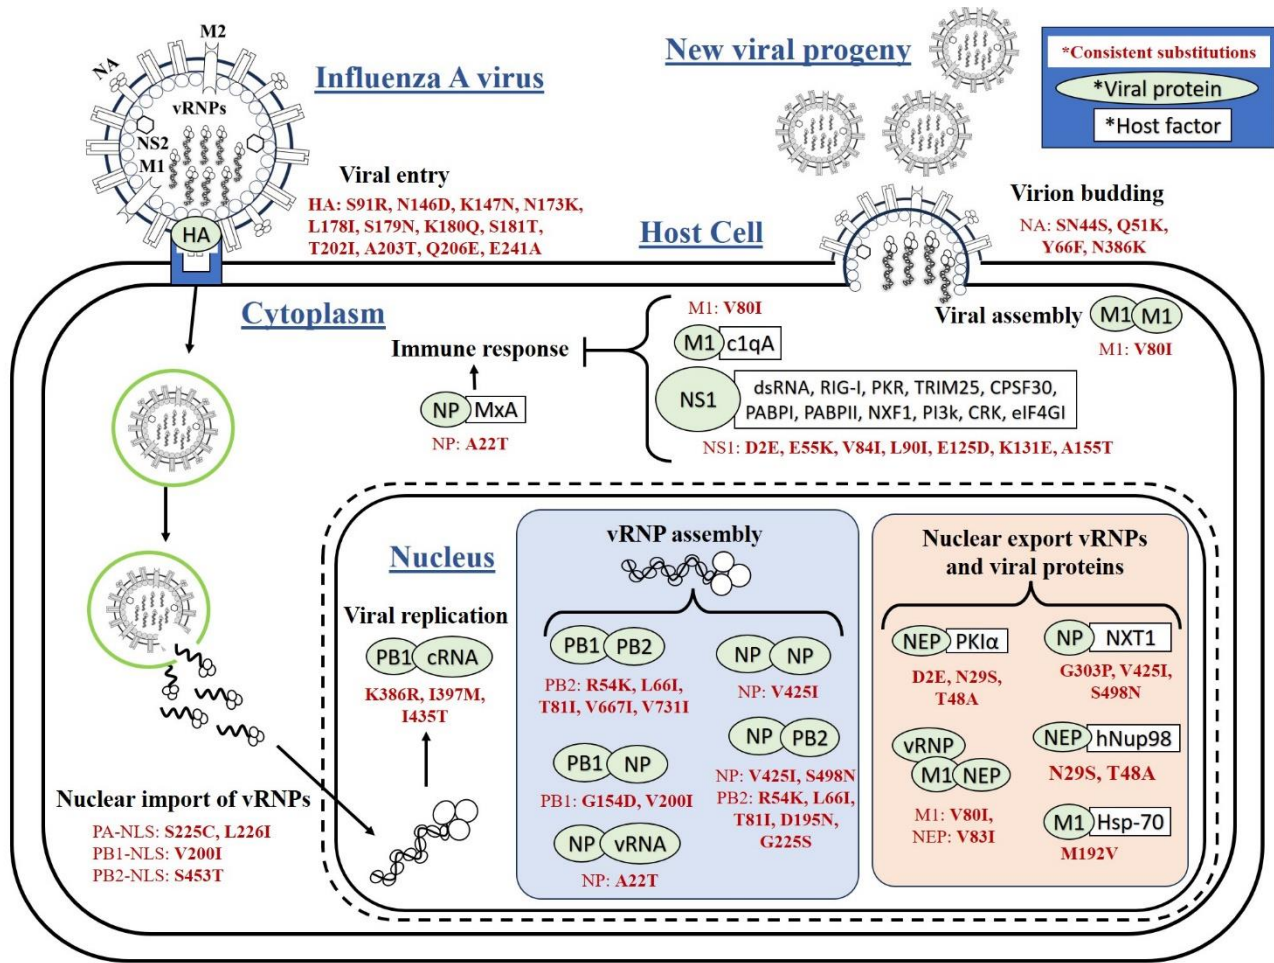 M2
NA
Influenza A virus
vRNPs
NS2
M1
HA
Viral entry
HA: S91R, N146D, K147N, N173K,
L178I, S179N, K180Q, S181T,
T202I, A203T, Q206E, E241A
New viral progeny
*Consistent substitutions
*Viral protein
*Host factor
Host Cell
Virion budding
NA: SN44S, Q51K,
Y66F, N386K
Cytoplasm
Immune response
NP MxA
NP: A22T
M1: V80I
M1 c1qA
NS1
dsRNA, RIG-I, PKR, TRIM25, CPSF30,
PABPI, PABPII, NXF1, PI3k, CRK, eIF4GI
NS1: D2E, E55K, V84I, L90I, E125D, K131E, A155T
Viral assembly
M1 M1
M1: V80I
Nuclear import of vRNPs
PA-NLS: S225C, L226I
PB1-NLS: V200I
PB2-NLS: S453T
Nucleus
Viral replication
PB1 cRNA
K386R, I397M,
I435T
vRNP assembly
PB1 PB2
PB2: R54K, L66I,
T81I, V667I, V731I
PB1 NP
PB1: G154D, V200I
NP vRNA
NP: A22T
NP NP
NP: V425I
NP PB2
NP: V425I, S498N
PB2: R54K, L66I,
T81I, D195N,
G225S
Nuclear export vRNPs
and viral proteins
NEP PKIα
D2E, N29S,
T48A
vRNP
M1 NEP
M1: V80I,
NEP: V83I
NP NXT1
G303P, V425I,
S498N
NEP hNup98
N29S, T48A
M1 Hsp-70
M192V